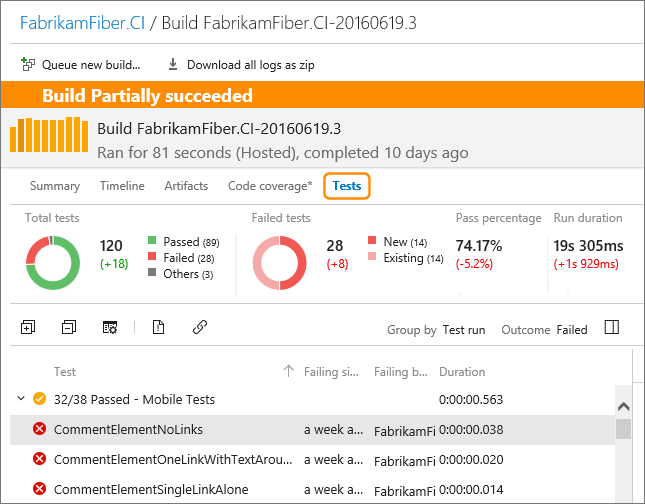 FabrikamFiber.CI / Build FabrikamFiber.CI-20160619.3
Queue new build... Download all logs as zip
Build Partially succeeded
Build FabrikamFiber.CI-20160619.3
Ran for 81 seconds (Hosted), completed 10 days ago
Summary Timeline Artifacts Code coverage* Tests
Total tests Failed tests Pass percentage Run duration
120 Passed (89) 28 New (14) 74.17% 19s 305ms
(+18) Failed (28) (+8) Existing (14) (-5.2%) (+1s 929ms)
Others (3)
Group by Test run Outcome Failed
Test Failing si... Failing b... Duration
32/38 Passed - Mobile Tests 0:00:00.563
CommentElementNoLinks a week a... FabrikamFi 0:00:00.038
CommentElementOneLinkWithTextArou... a week a... FabrikamFi 0:00:00.020
CommentElementSingleLinkAlone a week a... FabrikamFi 0:00:00.014